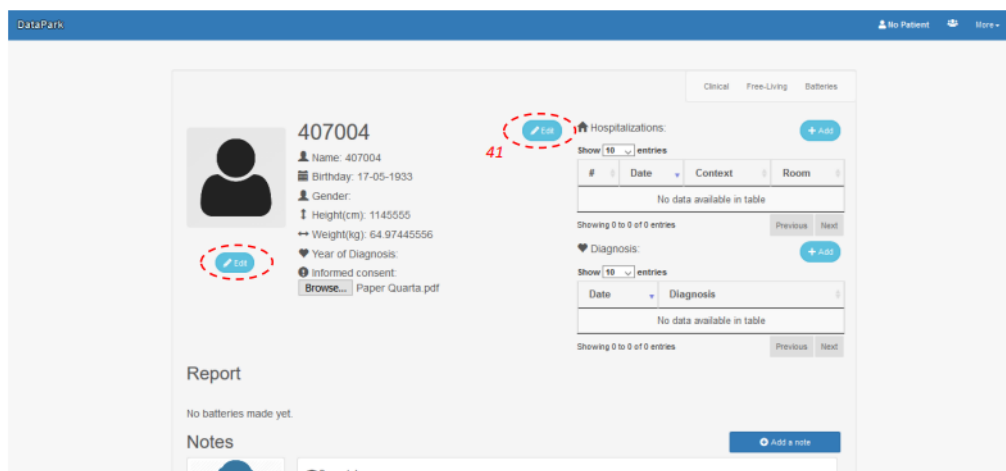 DataPark
No Patient More
Clinical Free-Living Batteries
407004
Edit
41
Name: 407004
Birthday: 17-05-1933
Gender:
Height(cm): 1145555
Weight(kg): 64.97445556
Year of Diagnosis:
Informed consent:
Browse... Paper Quarta.pdf
Edit
Hospitalizations:
+ Add
Show 10 entries
# Date Context Room
No data available in table
Showing 0 to 0 of 0 entries
Previous Next
Diagnosis:
+ Add
Show 10 entries
Date Diagnosis
No data available in table
Showing 0 to 0 of 0 entries
Previous Next
Report
No batteries made yet.
Notes
Add a note